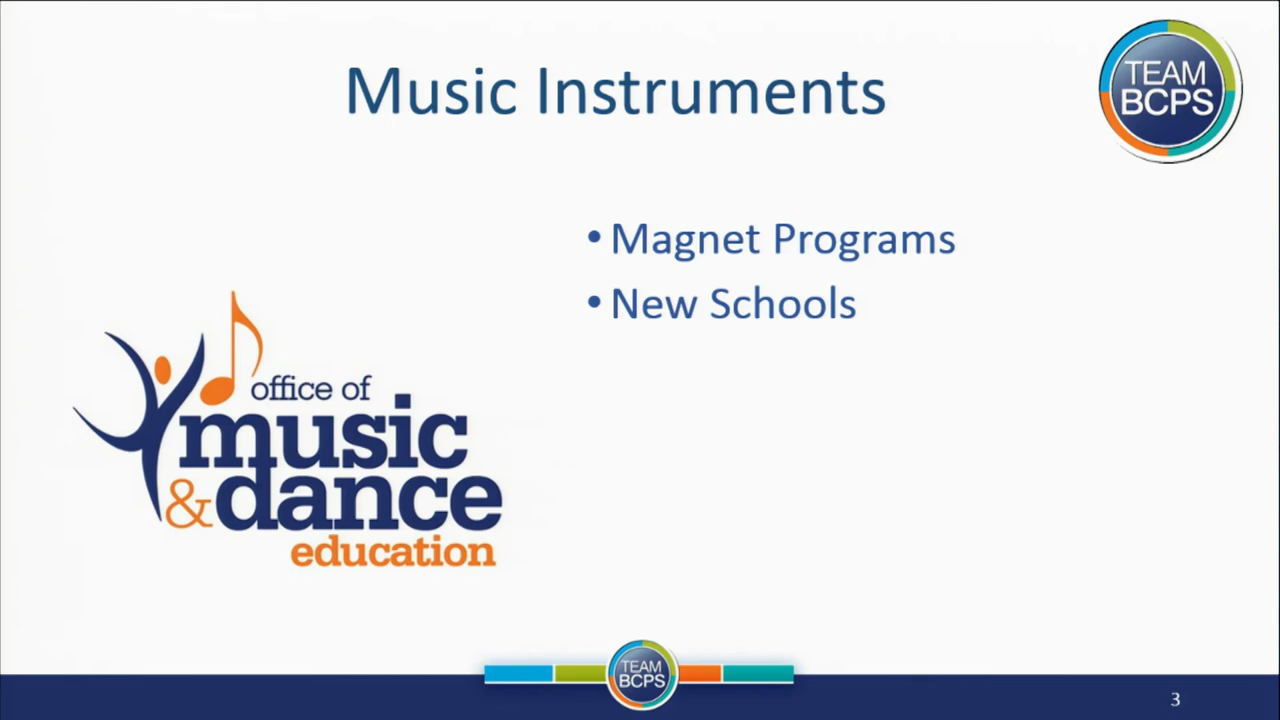 Music Instruments
TEAM
BCPS
• Magnet Programs
• New Schools
office of
music
&dance
education
TEAM
BCPS
3